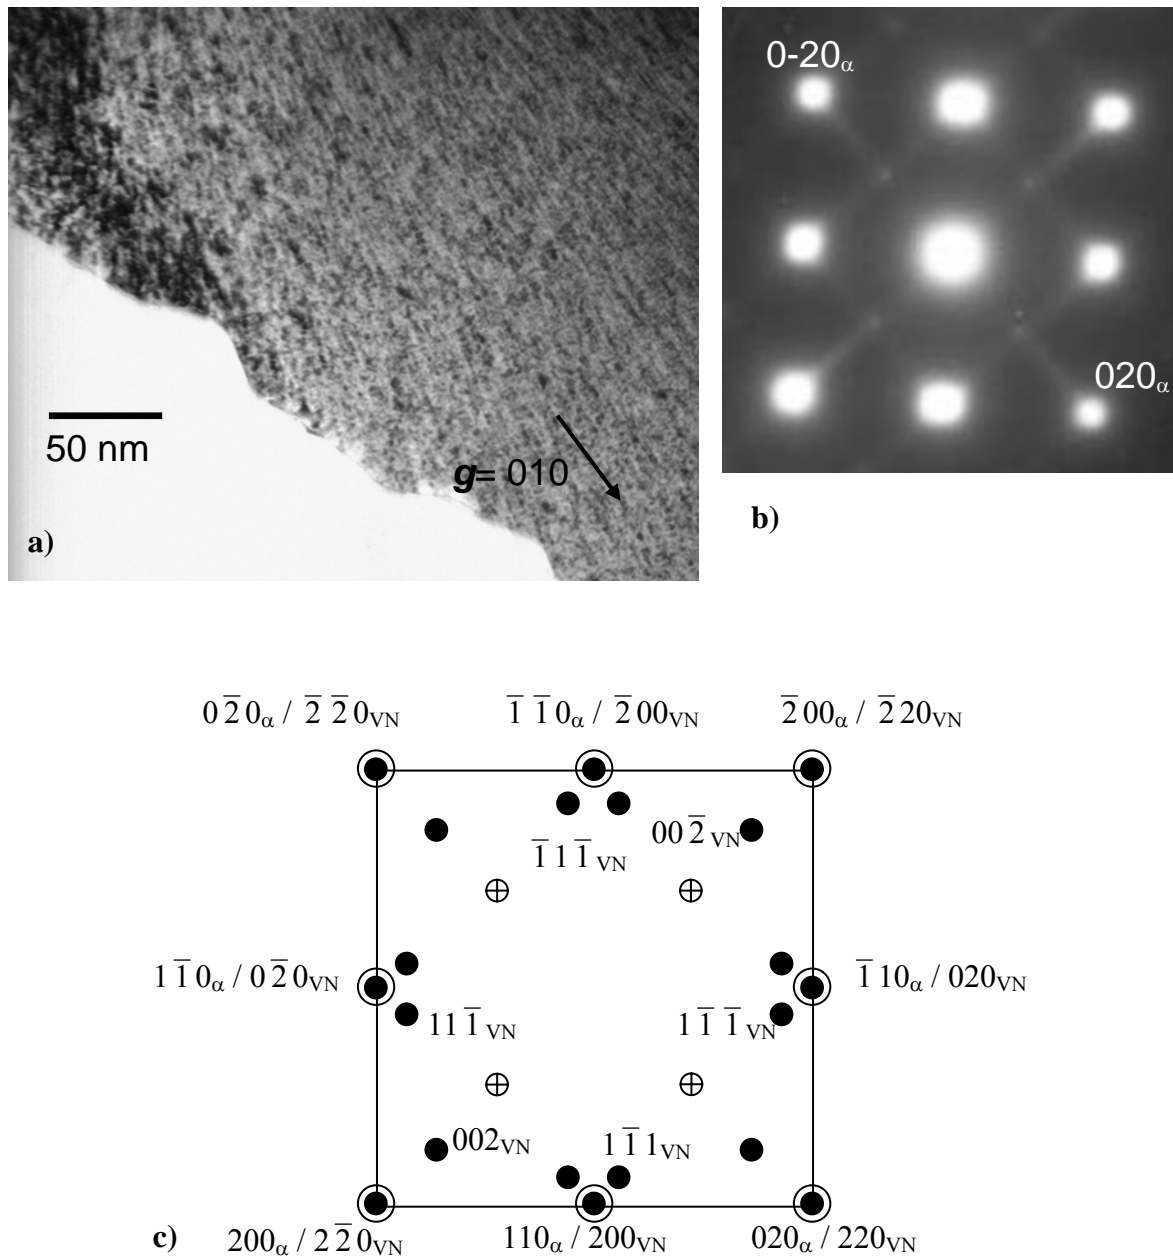 0-20α
50 nm
g= 010
020α
a)
b)
0 2̅ 0α / 2̅ 2̅ 0VN
1̅ 1̅ 0α / 2̅ 00VN
2̅ 00α / 2̅ 20VN
1̅ 1 1̅ VN
00 2̅ VN
1 1̅ 0α / 0 2̅ 0VN
1̅ 10α / 020VN
11 1̅ VN
1 1̅ 1̅ VN
002VN
1 1̅ 1VN
c)
200α / 2 2̅ 0VN
110α / 200VN
020α / 220VN